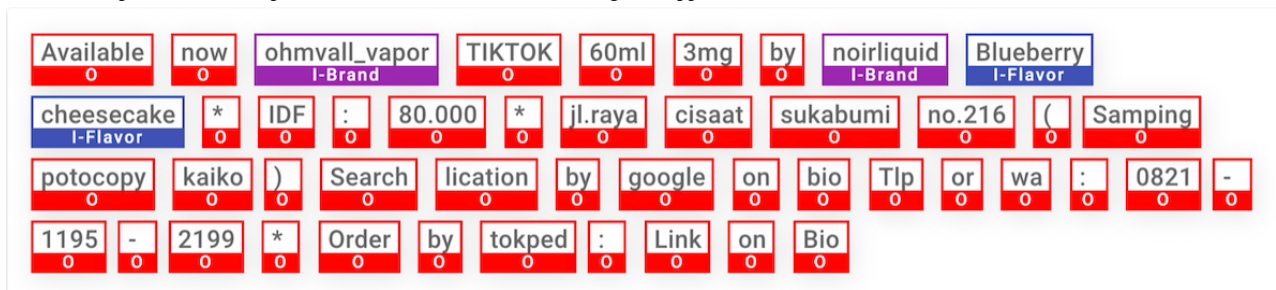 Available now ohmvall_vapor TIKTOK 60ml 3mg by noirliquid Blueberry
O O I-Brand O O O O I-Brand I-Flavor
cheesecake * IDF : 80.000 * jl.raya cisaat sukabumi no.216 ( Samping
I-Flavor O O O O O O O O O O O
potocopy kaiko ) Search lication by google on bio Tlp or wa : 0821 -
O O O O O O O O O O O O O O O
1195 - 2199 * Order by tokped : Link on Bio
O O O O O O O O O O O